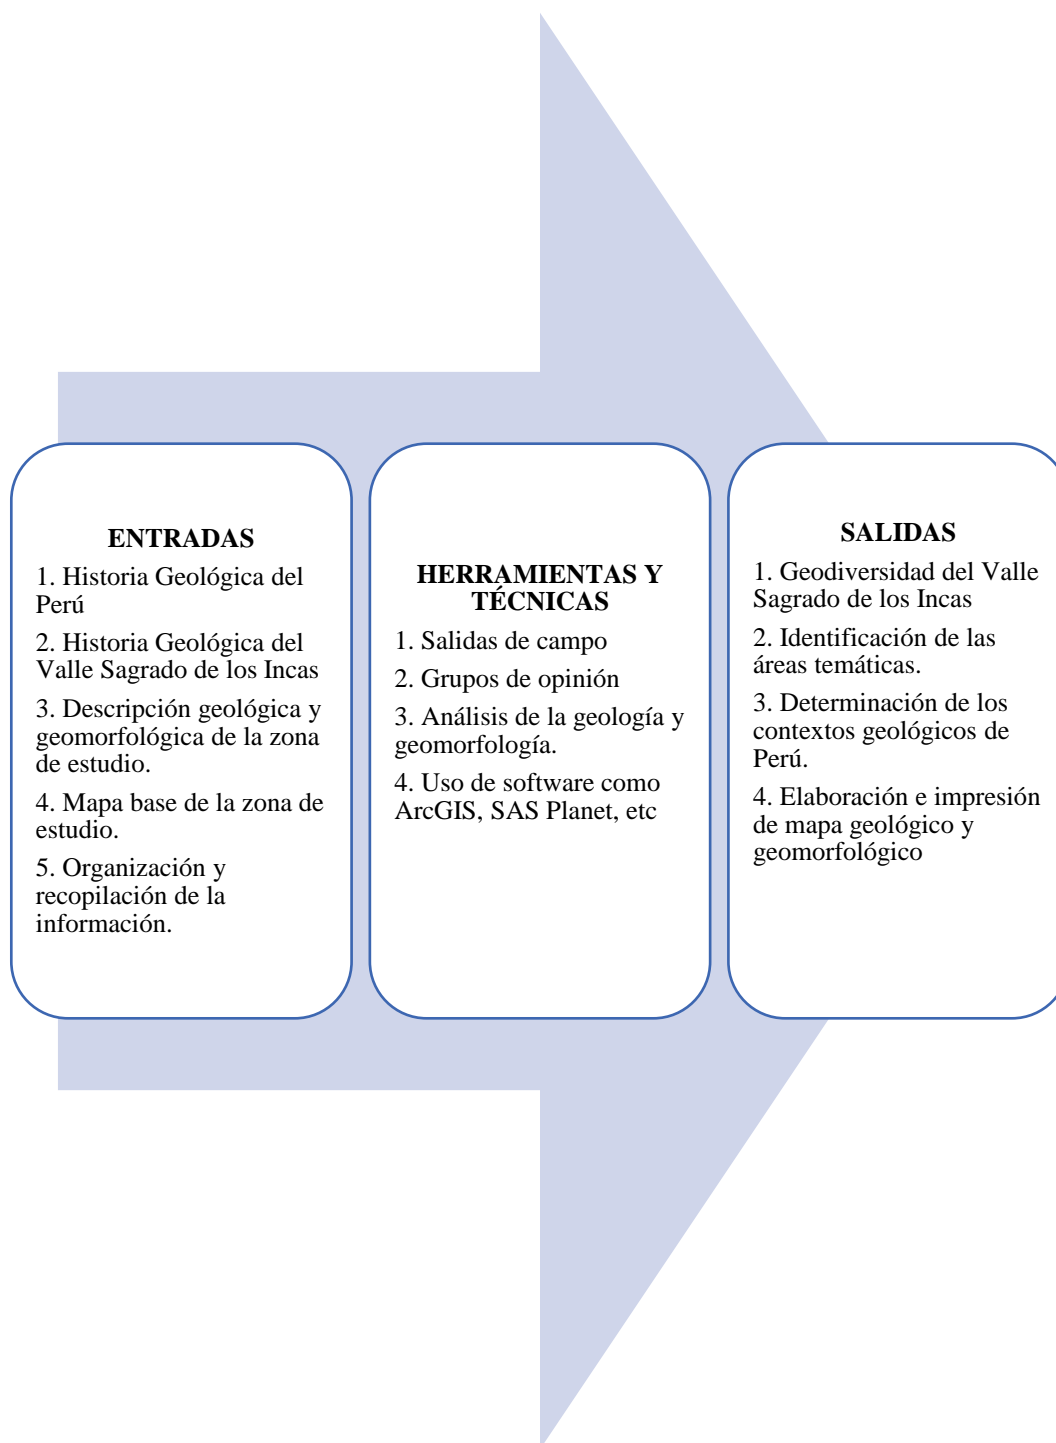 ENTRADAS
1. Historia Geológica del
Perú
2. Historia Geológica del
Valle Sagrado de los Incas
3. Descripción geológica y
geomorfológica de la zona
de estudio.
4. Mapa base de la zona de
estudio.
5. Organización y
recopilación de la
información.
HERRAMIENTAS Y
TÉCNICAS
1. Salidas de campo
2. Grupos de opinión
3. Análisis de la geología y
geomorfología.
4. Uso de software como
ArcGIS, SAS Planet, etc
SALIDAS
1. Geodiversidad del Valle
Sagrado de los Incas
2. Identificación de las
áreas temáticas.
3. Determinación de los
contextos geológicos de
Perú.
4. Elaboración e impresión
de mapa geológico y
geomorfológico